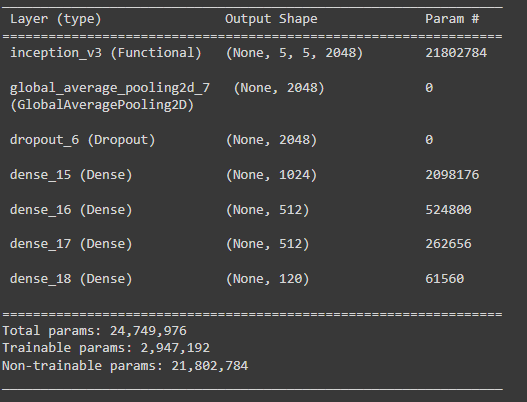 Layer (type) Output Shape Param #
inception_v3 (Functional) (None, 5, 5, 2048) 21802784
global_average_pooling2d_7 (None, 2048) 0
(GlobalAveragePooling2D)
dropout_6 (Dropout) (None, 2048) 0
dense_15 (Dense) (None, 1024) 2098176
dense_16 (Dense) (None, 512) 524800
dense_17 (Dense) (None, 512) 262656
dense_18 (Dense) (None, 120) 61560
Total params: 24,749,976
Trainable params: 2,947,192
Non-trainable params: 21,802,784